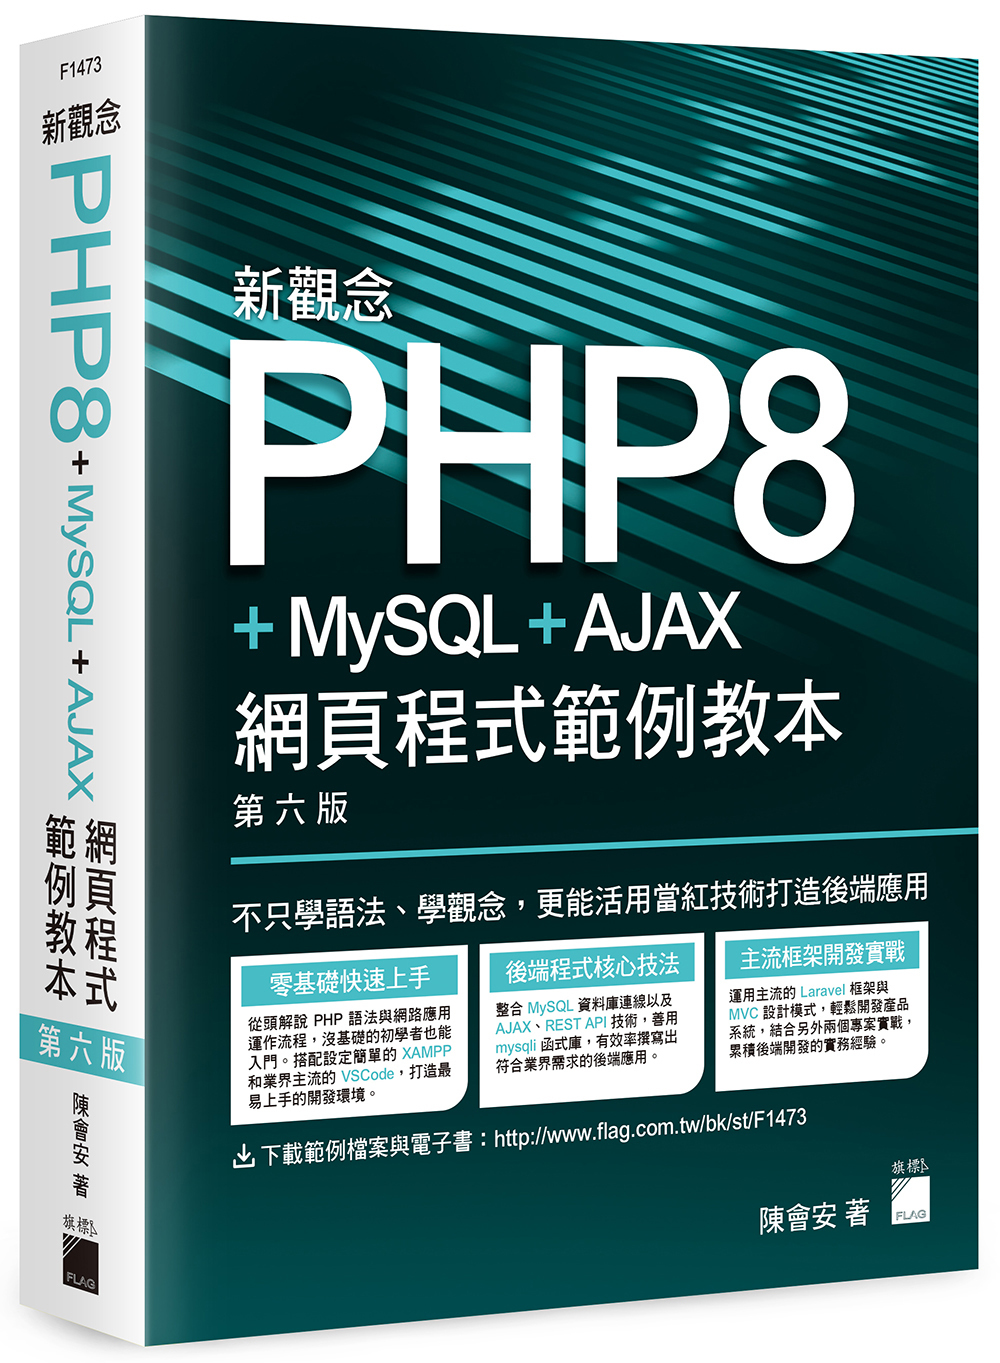 F1473
新觀念
PHP8
+ MySQL + AJAX
網頁程式
範例教本
第六版
陳會安 著
旗標
FLAG
新觀念
PHP8
+ MySQL + AJAX
網頁程式範例教本
第六版
不只學語法、學觀念，更能活用當紅技術打造後端應用
零基礎快速上手
從頭解說 PHP 語法與網路應用
運作流程，沒基礎的初學者也能
入門。搭配設定簡單的 XAMPP
和業界主流的 VSCode，打造最
易上手的開發環境。
後端程式核心技法
整合 MySQL 資料庫連線以及
AJAX、REST API 技術，善用
mysqli 函式庫，有效率撰寫出
符合業界需求的後端應用。
主流框架開發實戰
運用主流的 Laravel 框架與
MVC 設計模式，輕鬆開發產品
系統，結合另外兩個專案實戰，
累積後端開發的實務經驗。
下載範例檔案與電子書：http://www.flag.com.tw/bk/st/F1473
陳會安 著
旗標
FLAG